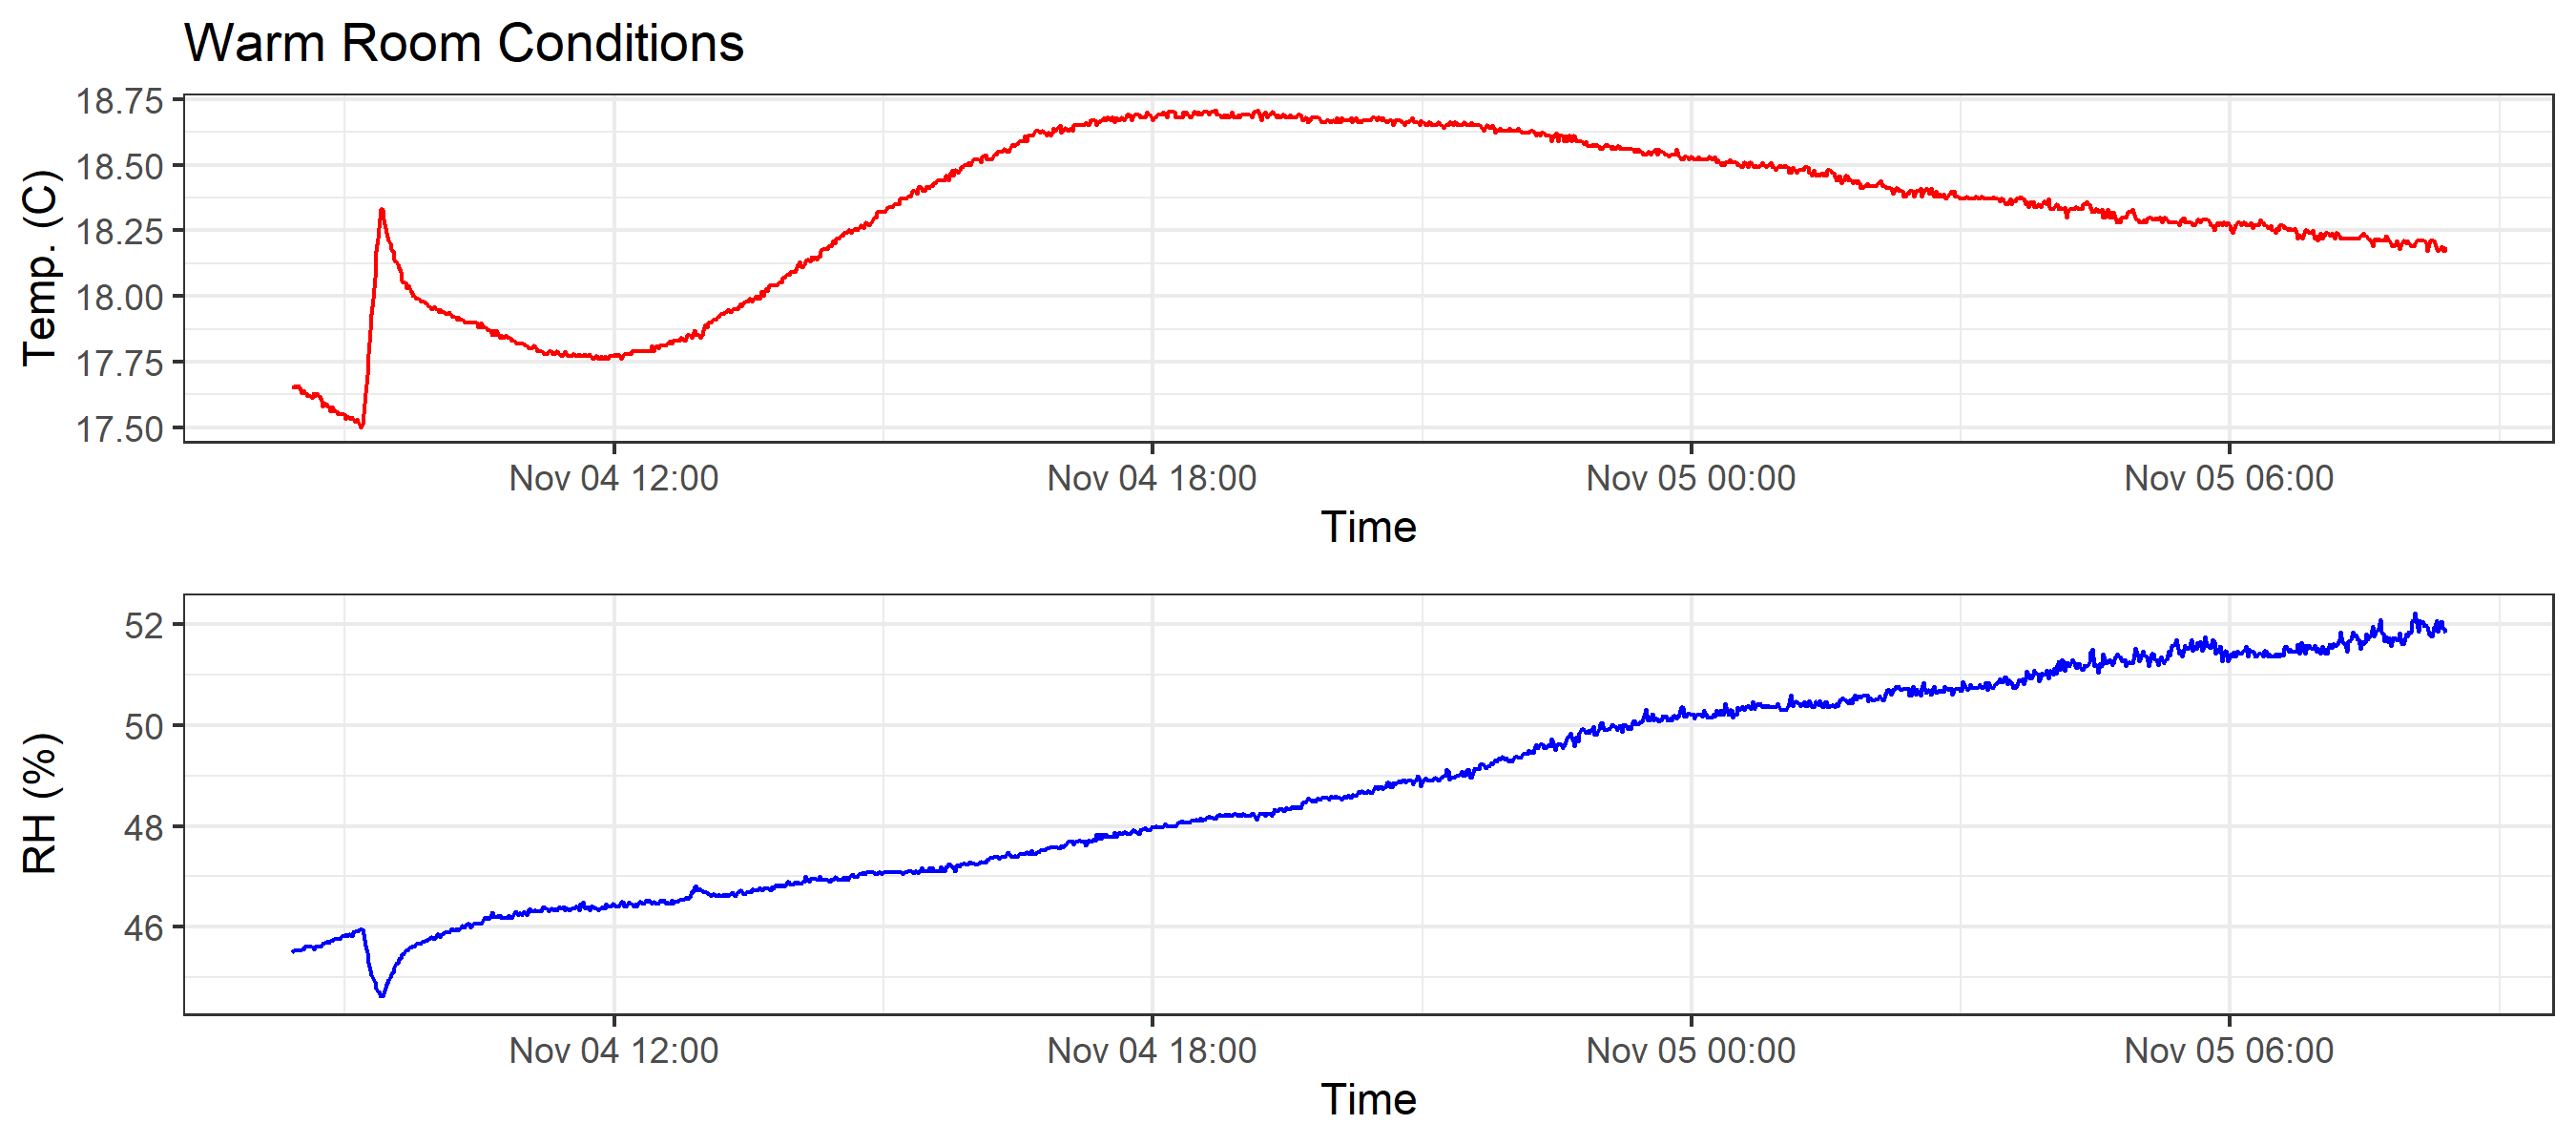 Warm Room Conditions
18.75
18.50
18.25
18.00
17.75
17.50
Temp. (C)
Nov 04 12:00 Nov 04 18:00 Nov 05 00:00 Nov 05 06:00
Time
52
50
48
46
RH (%)
Nov 04 12:00 Nov 04 18:00 Nov 05 00:00 Nov 05 06:00
Time